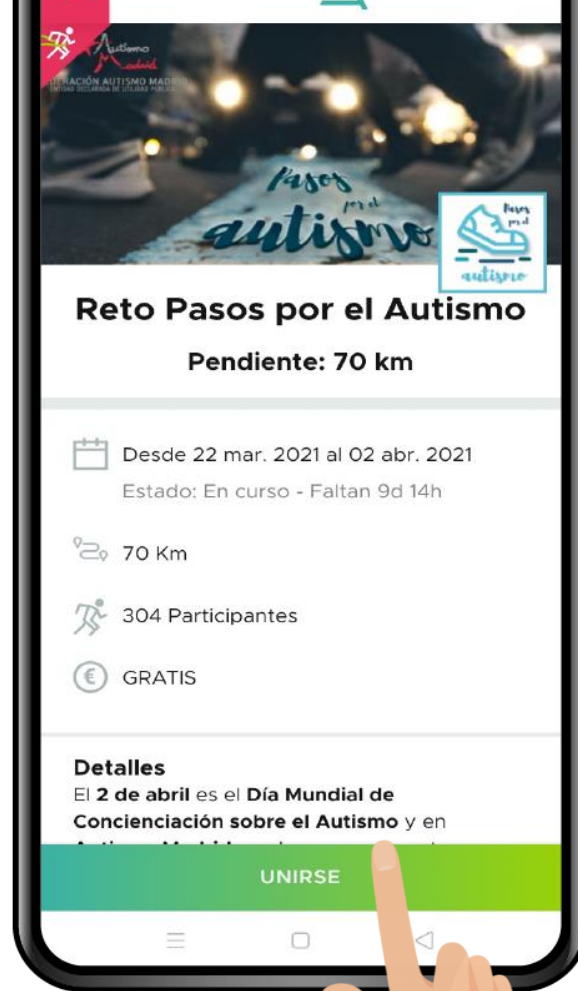 Autismo
Madrid
FEDERACIÓN AUTISMO MADRID
ENTIDAD DECLARADA DE UTILIDAD PÚBLICA
Pasos
por el
autismo
Pasos
por el
autismo
Reto Pasos por el Autismo
Pendiente: 70 km
Desde 22 mar. 2021 al 02 abr. 2021
Estado: En curso - Faltan 9d 14h
70 Km
304 Participantes
GRATIS
Detalles
El 2 de abril es el Día Mundial de
Concienciación sobre el Autismo y en
UNIRSE